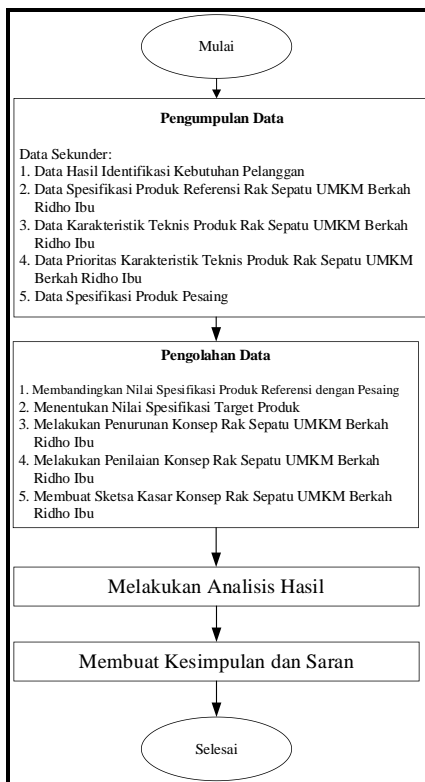 Mulai
Pengumpulan Data
Data Sekunder:
1. Data Hasil Identifikasi Kebutuhan Pelanggan
2. Data Spesifikasi Produk Referensi Rak Sepatu UMKM Berkah
Ridho Ibu
3. Data Karakteristik Teknis Produk Rak Sepatu UMKM Berkah
Ridho Ibu
4. Data Prioritas Karakteristik Teknis Produk Rak Sepatu UMKM
Berkah Ridho Ibu
5. Data Spesifikasi Produk Pesaing
Pengolahan Data
1. Membandingkan Nilai Spesifikasi Produk Referensi dengan Pesaing
2. Menentukan Nilai Spesifikasi Target Produk
3. Melakukan Penurunan Konsep Rak Sepatu UMKM Berkah
Ridho Ibu
4. Melakukan Penilaian Konsep Rak Sepatu UMKM Berkah
Ridho Ibu
5. Membuat Sketsa Kasar Konsep Rak Sepatu UMKM Berkah
Ridho Ibu
Melakukan Analisis Hasil
Membuat Kesimpulan dan Saran
Selesai